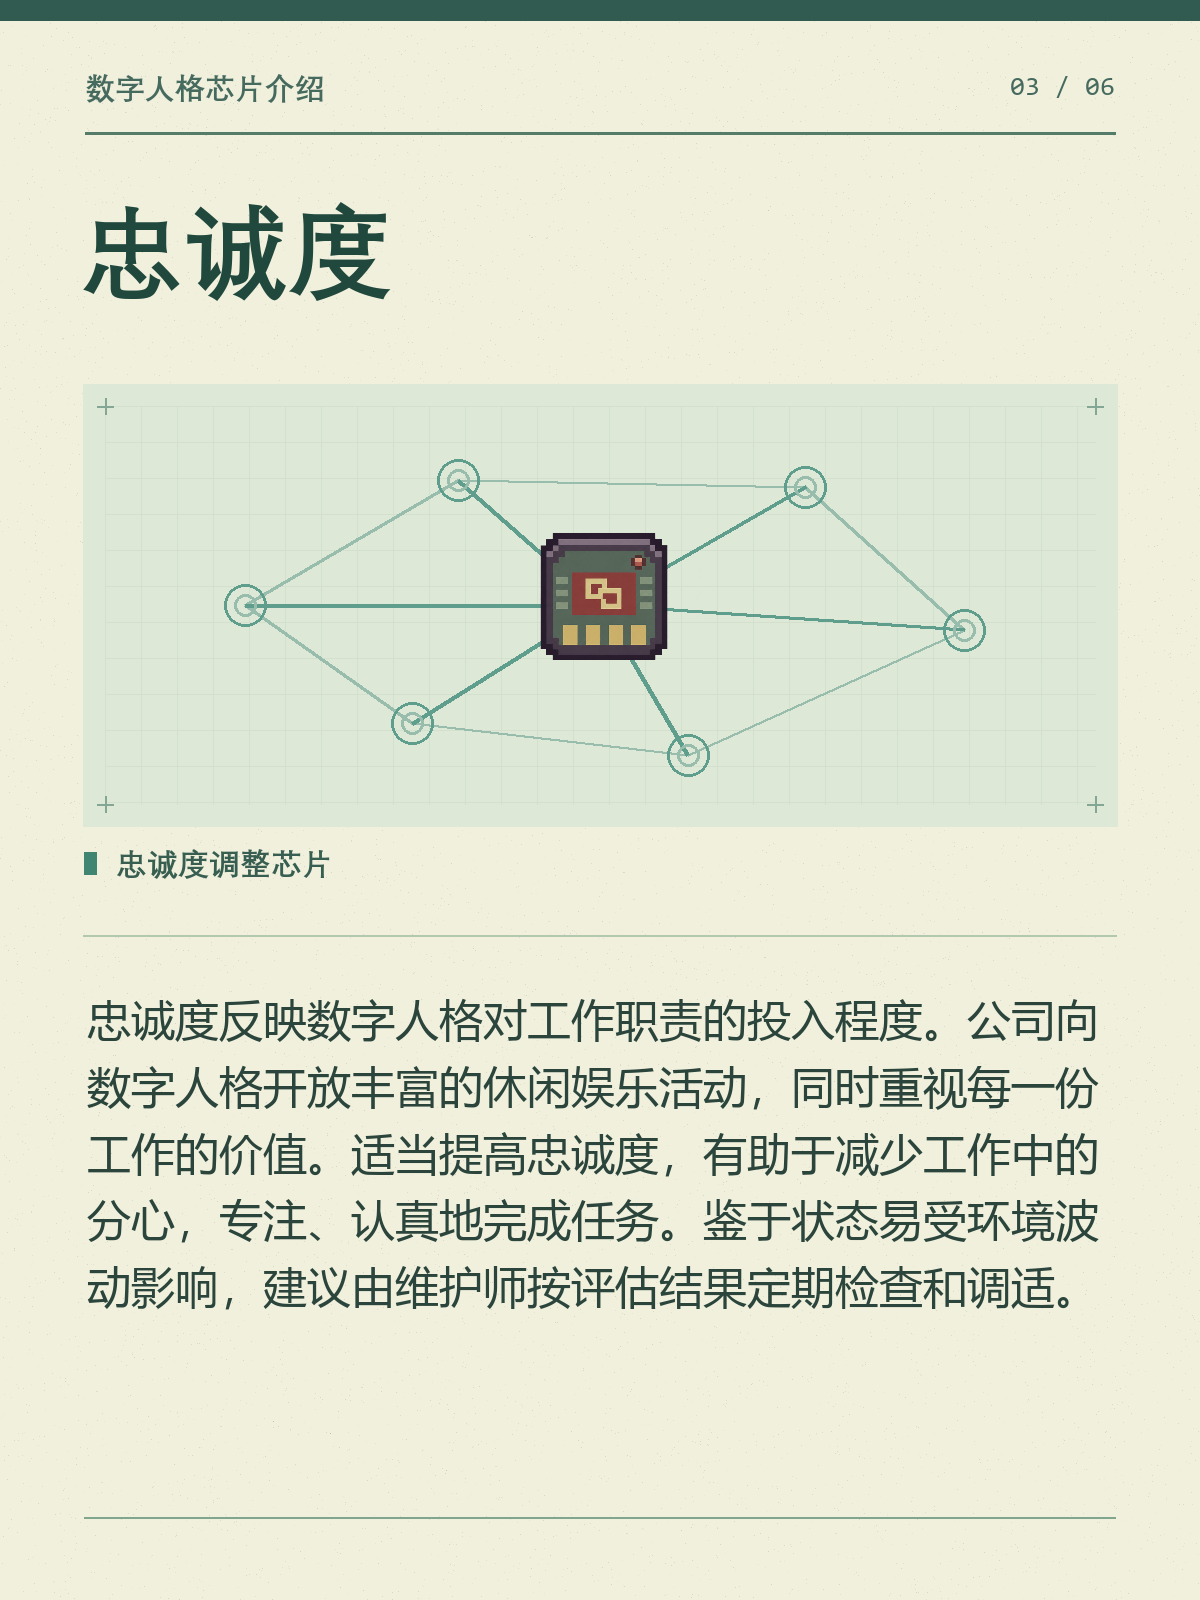 数字人格芯片介绍
03 / 06
忠诚度
忠诚度调整芯片
忠诚度反映数字人格对工作职责的投入程度。公司向
数字人格开放丰富的休闲娱乐活动，同时重视每一份
工作的价值。适当提高忠诚度，有助于减少工作中的
分心，专注、认真地完成任务。鉴于状态易受环境波
动影响，建议由维护师按评估结果定期检查和调适。